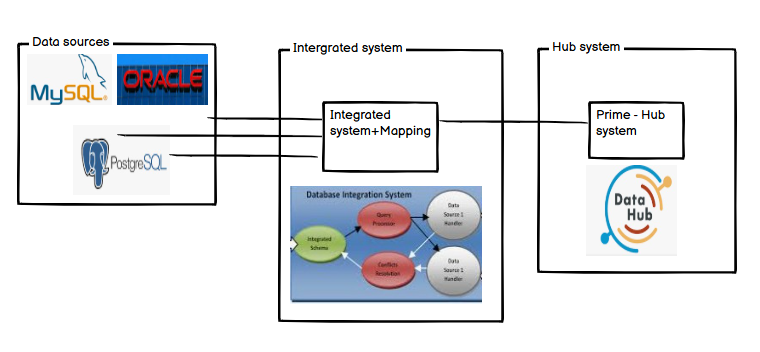 Data sources
Intergrated system
Hub system
MySQL®
ORACLE
PostgreSQL
Integrated
system+Mapping
Prime - Hub
system
Database Integration System
Query
Processor
Data
Source 1
Handler
Integrated
Schema
Conflicts
Resolution
Data
Source 1
Handler
Data
Hub